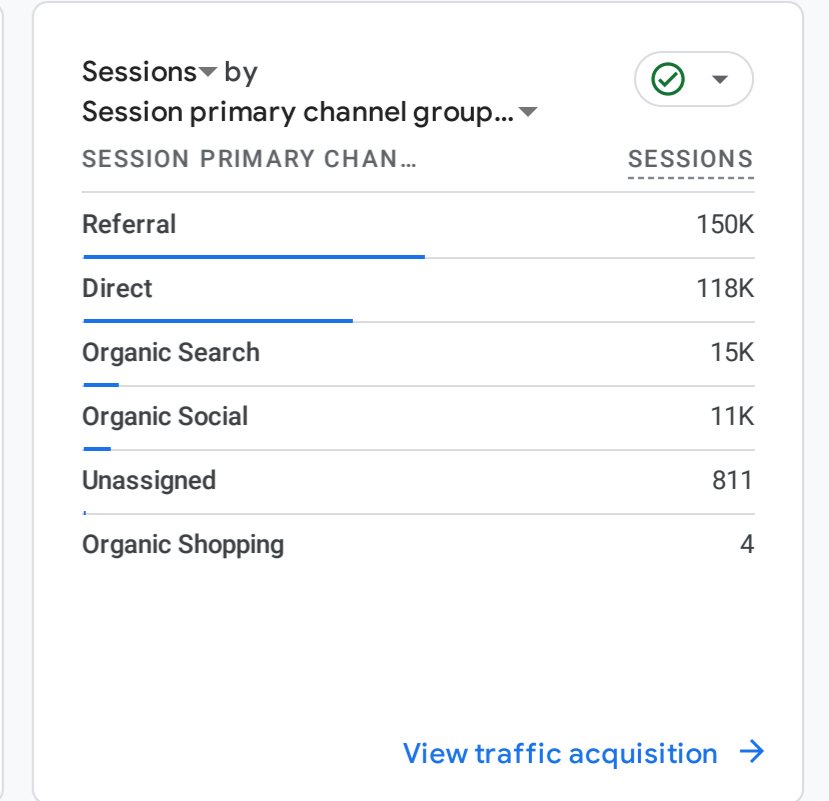 Sessions by
Session primary channel group...
SESSION PRIMARY CHAN... SESSIONS
Referral 150K
Direct 118K
Organic Search 15K
Organic Social 11K
Unassigned 811
Organic Shopping 4
View traffic acquisition →